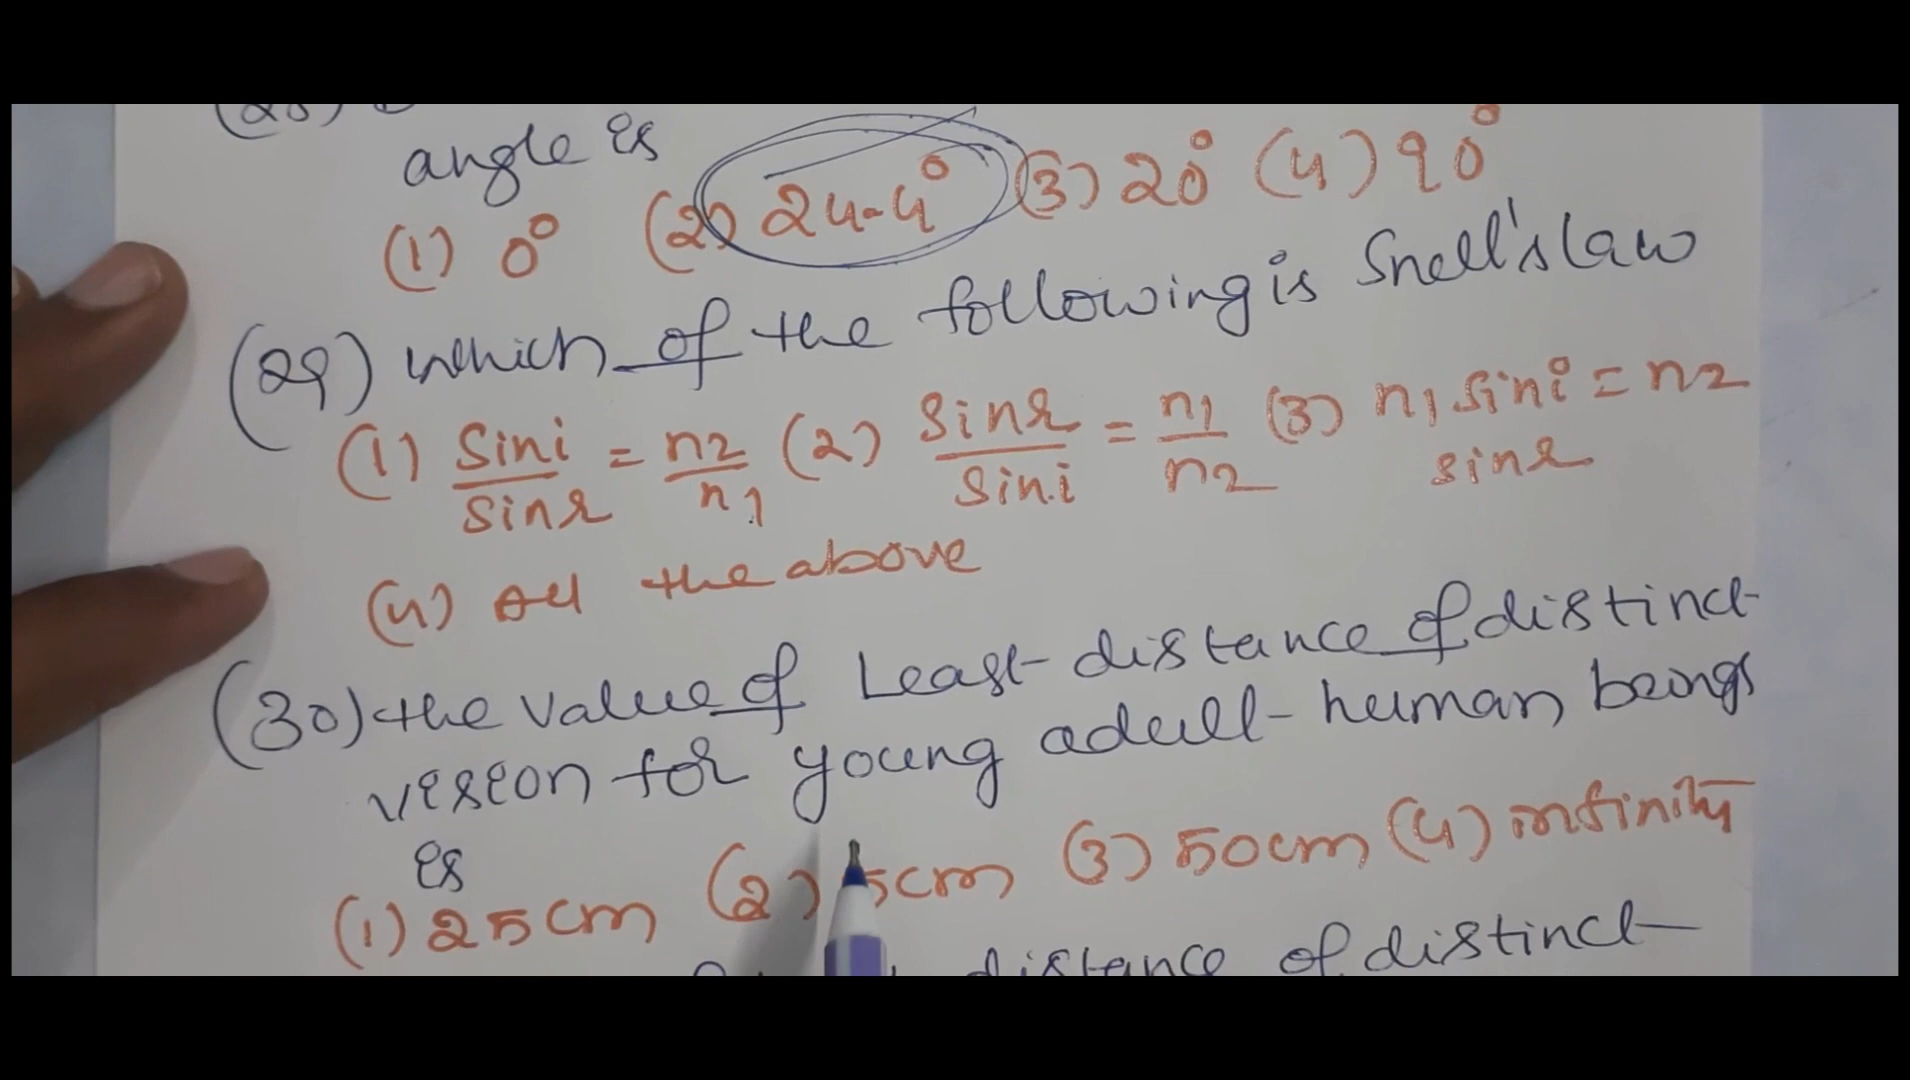 angle is
(1) 0° (2) 24.4° (3) 20° (4) 90°
(29) which of the following is Snell's law
(1) Sini/Sinr = n2/n1 (2) Sinr/Sini = n1/n2 (3) n1 sini = n2 sinr
(4) All the above
(30) the value of Least distance of distinct
vision for young adult human beings
is
(1) 25cm (2) 5cm (3) 50cm (4) infinity
distance of distinct